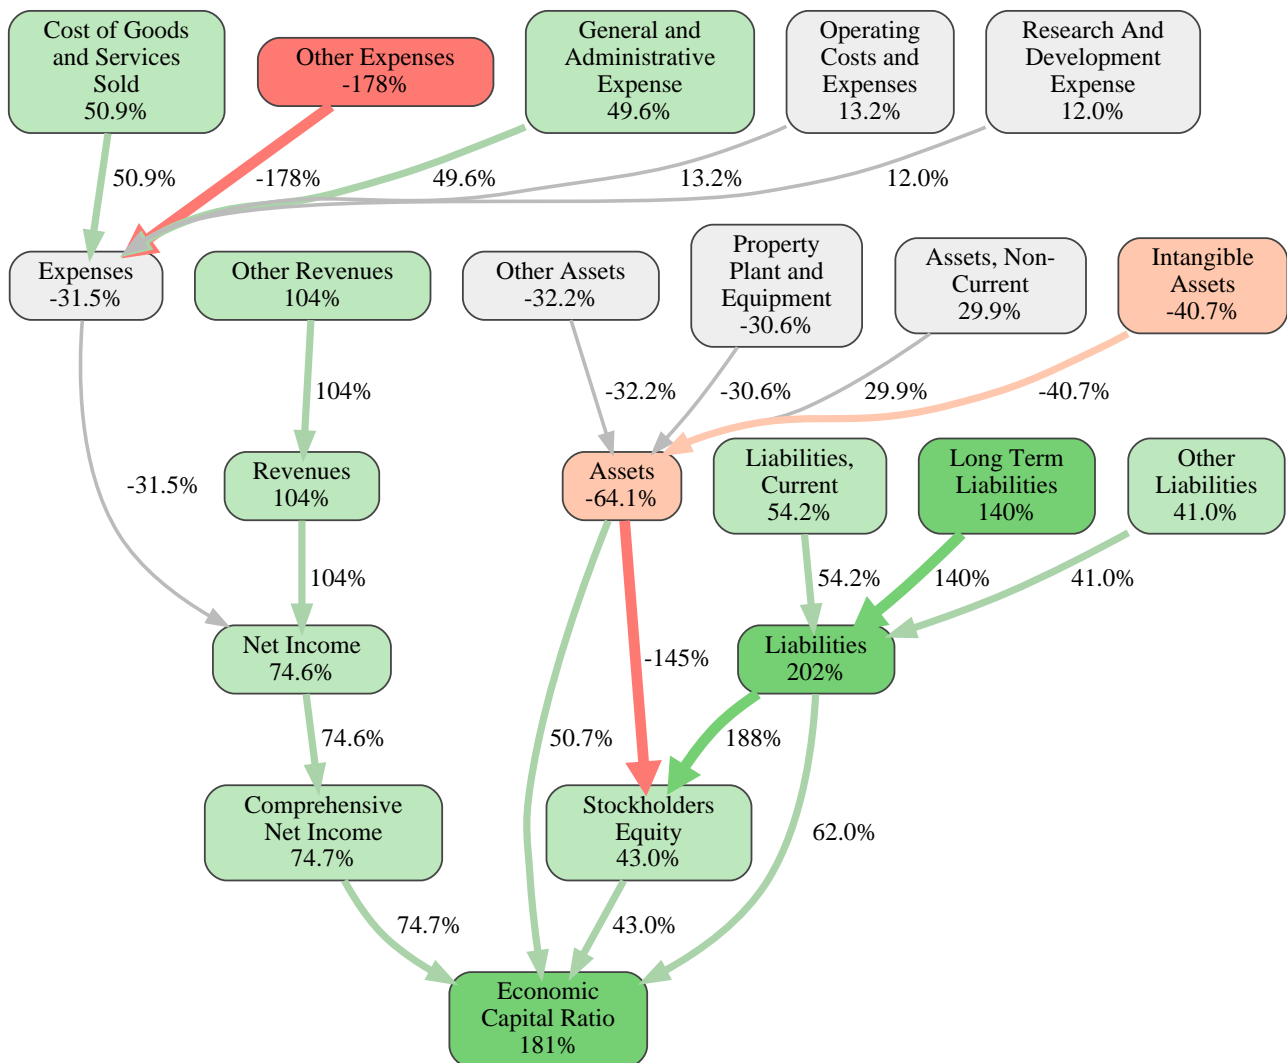 Cost of Goods
and Services
Sold
50.9%
Other Expenses
-178%
General and
Administrative
Expense
49.6%
Operating
Costs and
Expenses
13.2%
Research And
Development
Expense
12.0%
50.9%
-178%
49.6%
13.2%
12.0%
Expenses
-31.5%
Other Revenues
104%
Other Assets
-32.2%
Property
Plant and
Equipment
-30.6%
Assets, Non-
Current
29.9%
Intangible
Assets
-40.7%
104%
-32.2%
-30.6%
29.9%
-40.7%
-31.5%
Revenues
104%
Assets
-64.1%
Liabilities,
Current
54.2%
Long Term
Liabilities
140%
Other
Liabilities
41.0%
104%
54.2%
140%
41.0%
Net Income
74.6%
-145%
Liabilities
202%
74.6%
50.7%
188%
Comprehensive
Net Income
74.7%
Stockholders
Equity
43.0%
62.0%
74.7%
43.0%
Economic
Capital Ratio
181%